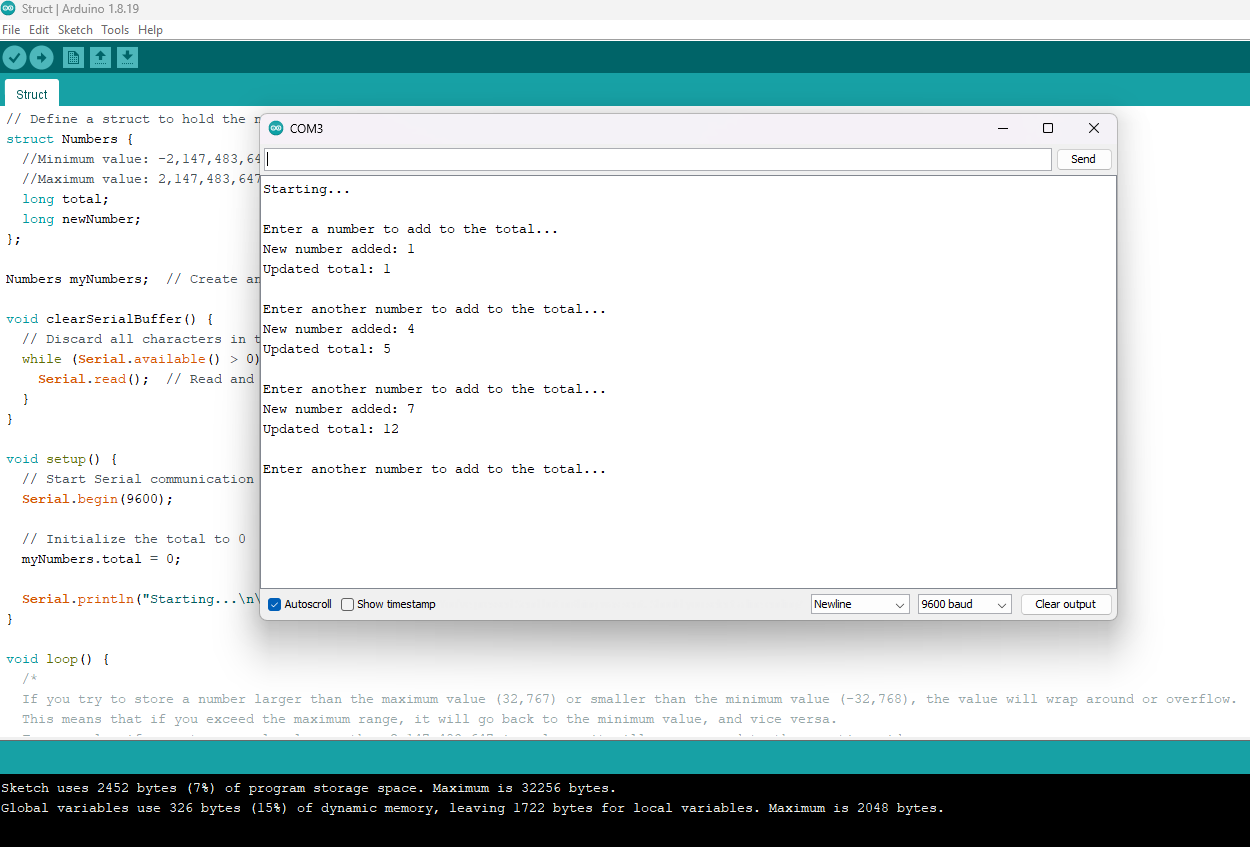 Struct | Arduino 1.8.19
File Edit Sketch Tools Help
Struct
// Define a struct to hold the
struct Numbers {
//Minimum value: -2,147,483,64
//Maximum value: 2,147,483,647
long total;
long newNumber;
};
Numbers myNumbers;  // Create an
void clearSerialBuffer() {
// Discard all characters in t
while (Serial.available() > 0)
Serial.read();  // Read and
}
}
void setup() {
// Start Serial communication
Serial.begin(9600);
// Initialize the total to 0
myNumbers.total = 0;
Serial.println("Starting...\n\
}
void loop() {
/*
If you try to store a number larger than the maximum value (32,767) or smaller than the minimum value (-32,768), the value will wrap around or overflow.
This means that if you exceed the maximum range, it will go back to the minimum value, and vice versa.
COM3
Send
Starting...
Enter a number to add to the total...
New number added: 1
Updated total: 1
Enter another number to add to the total...
New number added: 4
Updated total: 5
Enter another number to add to the total...
New number added: 7
Updated total: 12
Enter another number to add to the total...
Autoscroll Show timestamp Newline 9600 baud Clear output
Sketch uses 2452 bytes (7%) of program storage space. Maximum is 32256 bytes.
Global variables use 326 bytes (15%) of dynamic memory, leaving 1722 bytes for local variables. Maximum is 2048 bytes.